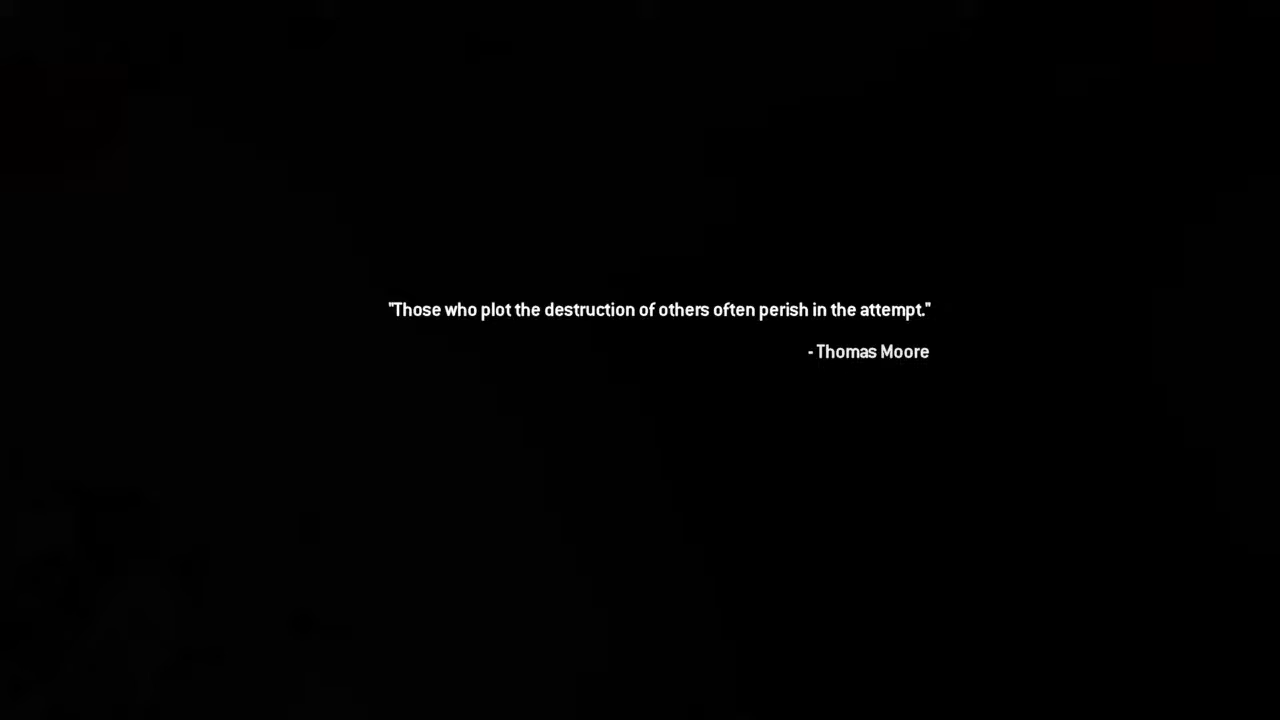 "Those who plot the destruction of others often perish in the attempt."
- Thomas Moore